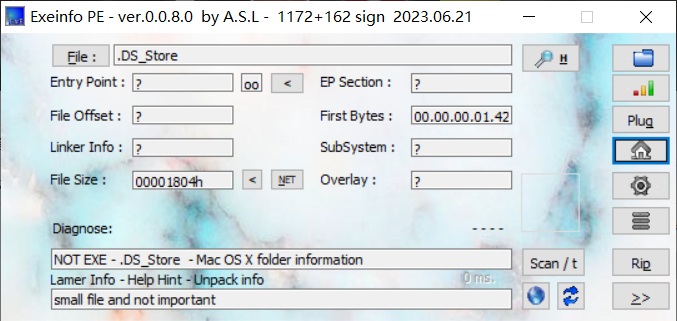 Exeinfo PE - ver.0.0.8.0 by A.S.L - 1172+162 sign 2023.06.21
File : .DS_Store H
Entry Point : ? oo < EP Section : ?
File Offset : ? First Bytes : 00.00.00.01.42 Plug
Linker Info : ? SubSystem : ?
File Size : 00001804h < NET Overlay : ?
Diagnose: ----
NOT EXE - .DS_Store - Mac OS X folder information Scan / t Rip
Lamer Info - Help Hint - Unpack info 0 ms.
small file and not important >>